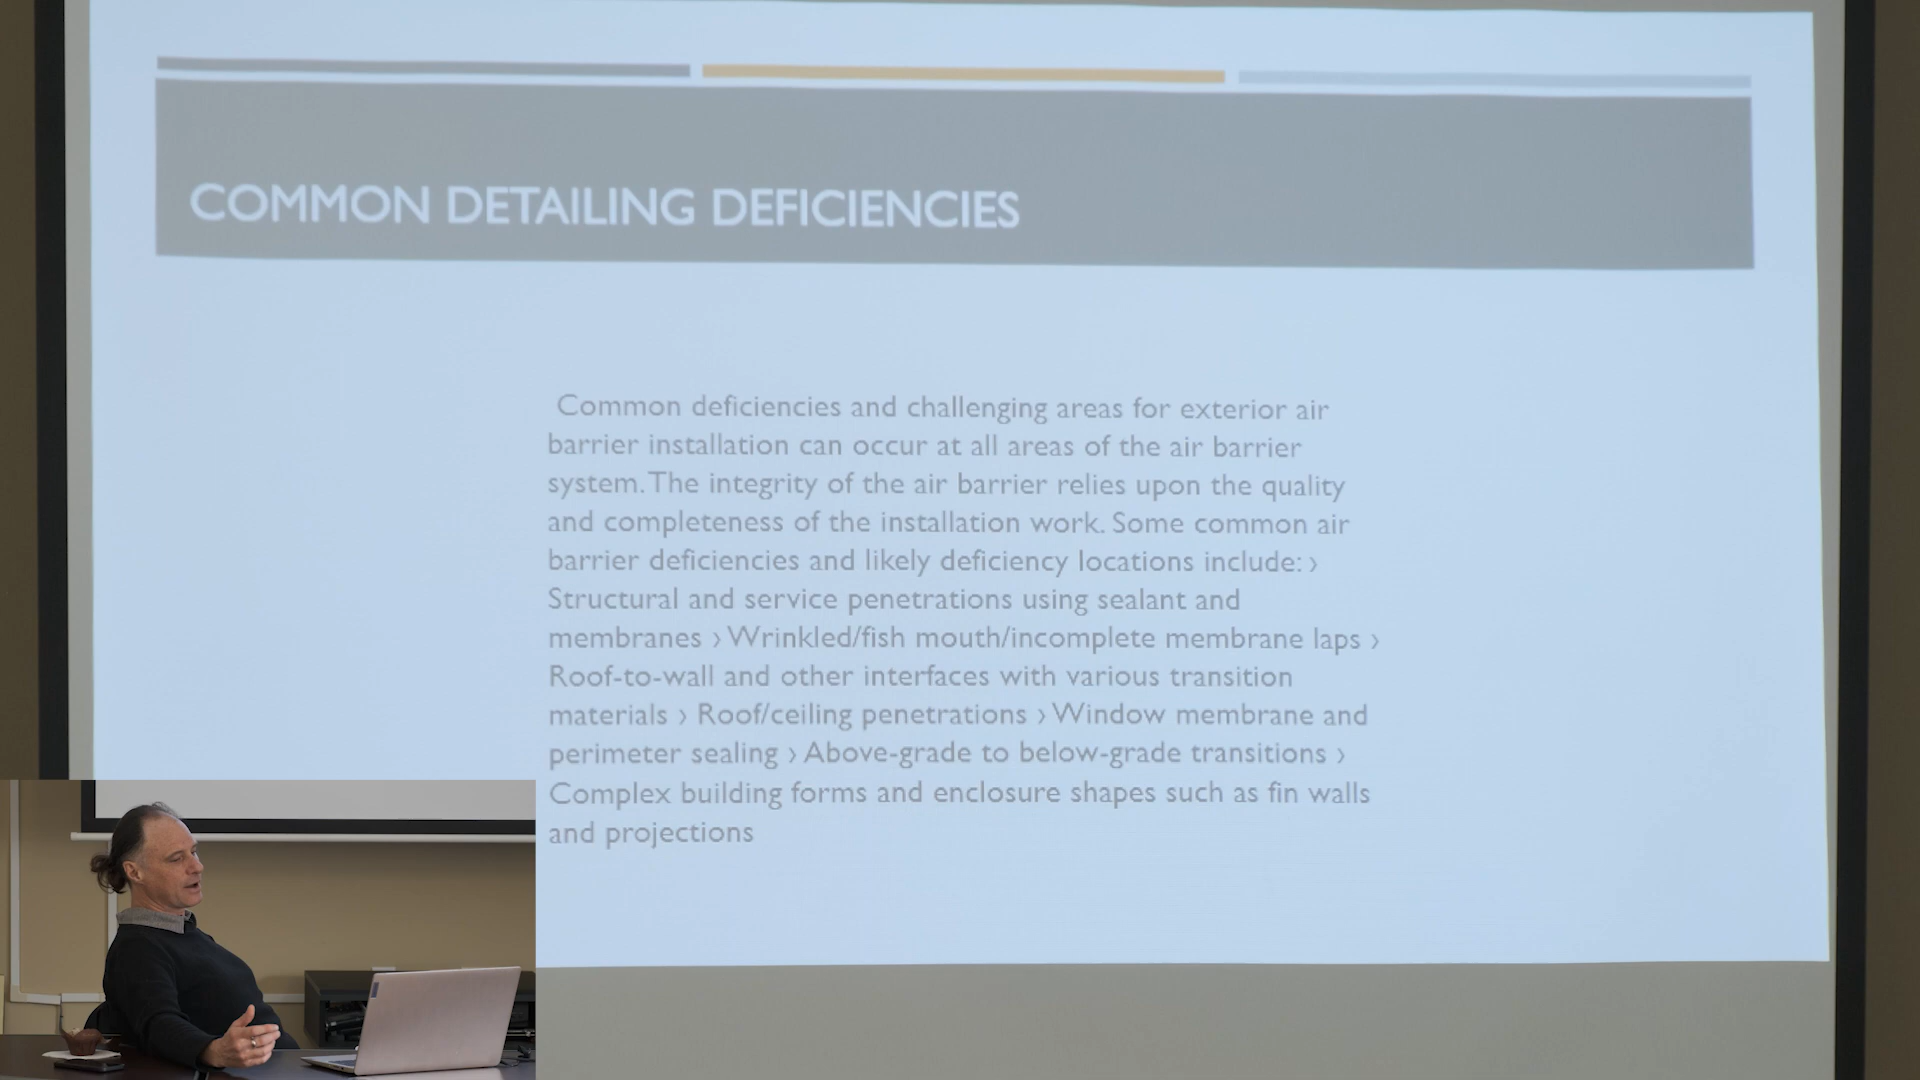 COMMON DETAILING DEFICIENCIES
Common deficiencies and challenging areas for exterior air
barrier installation can occur at all areas of the air barrier
system. The integrity of the air barrier relies upon the quality
and completeness of the installation work. Some common air
barrier deficiencies and likely deficiency locations include: ›
Structural and service penetrations using sealant and
membranes › Wrinkled/fish mouth/incomplete membrane laps ›
Roof-to-wall and other interfaces with various transition
materials › Roof/ceiling penetrations › Window membrane and
perimeter sealing › Above-grade to below-grade transitions ›
Complex building forms and enclosure shapes such as fin walls
and projections